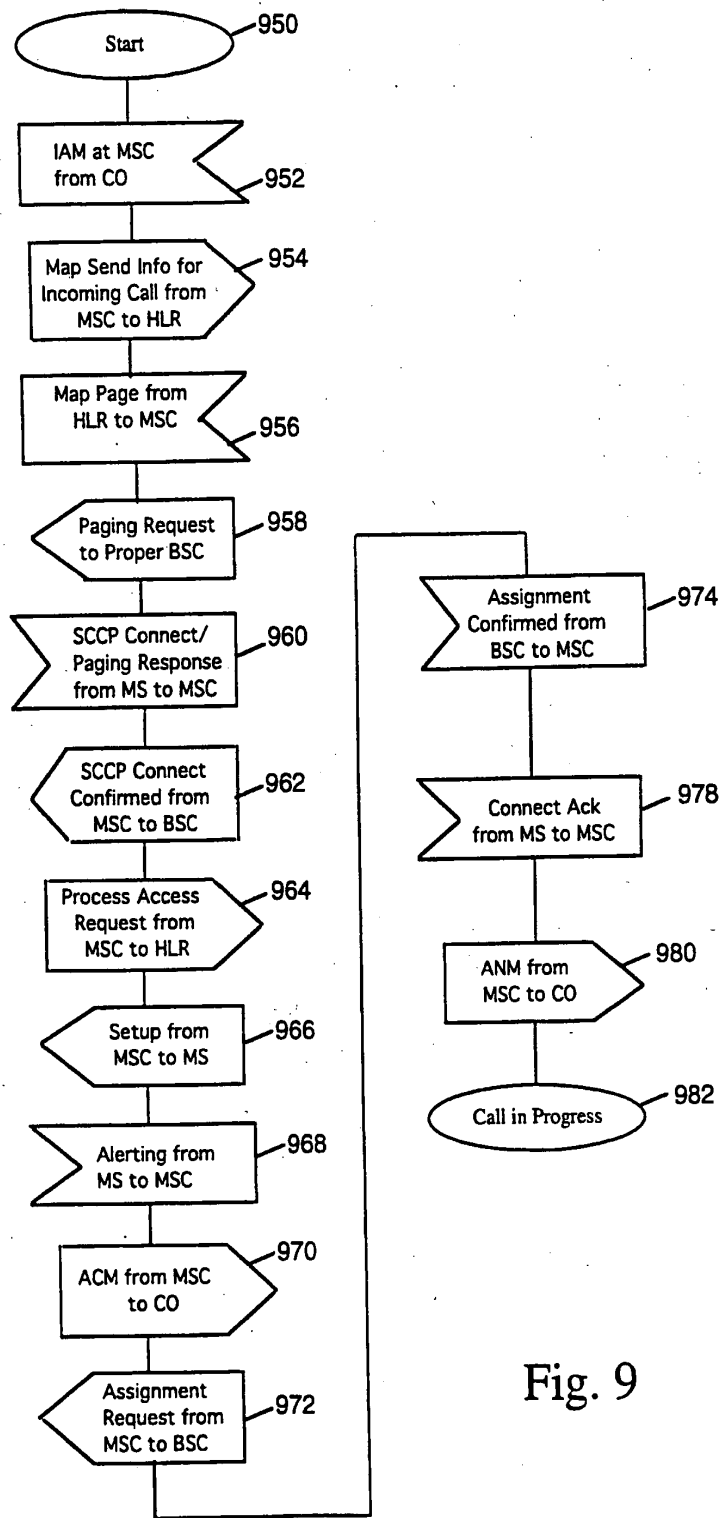 Start
950
IAM at MSC
from CO
952
Map Send Info for
Incoming Call from
MSC to HLR
954
Map Page from
HLR to MSC
956
Paging Request
to Proper BSC
958
SCCP Connect/
Paging Response
from MS to MSC
960
SCCP Connect
Confirmed from
MSC to BSC
962
Process Access
Request from
MSC to HLR
964
Setup from
MSC to MS
966
Alerting from
MS to MSC
968
ACM from MSC
to CO
970
Assignment
Request from
MSC to BSC
972
Assignment
Confirmed from
BSC to MSC
974
Connect Ack
from MS to MSC
978
ANM from
MSC to CO
980
Call in Progress
982
Fig. 9